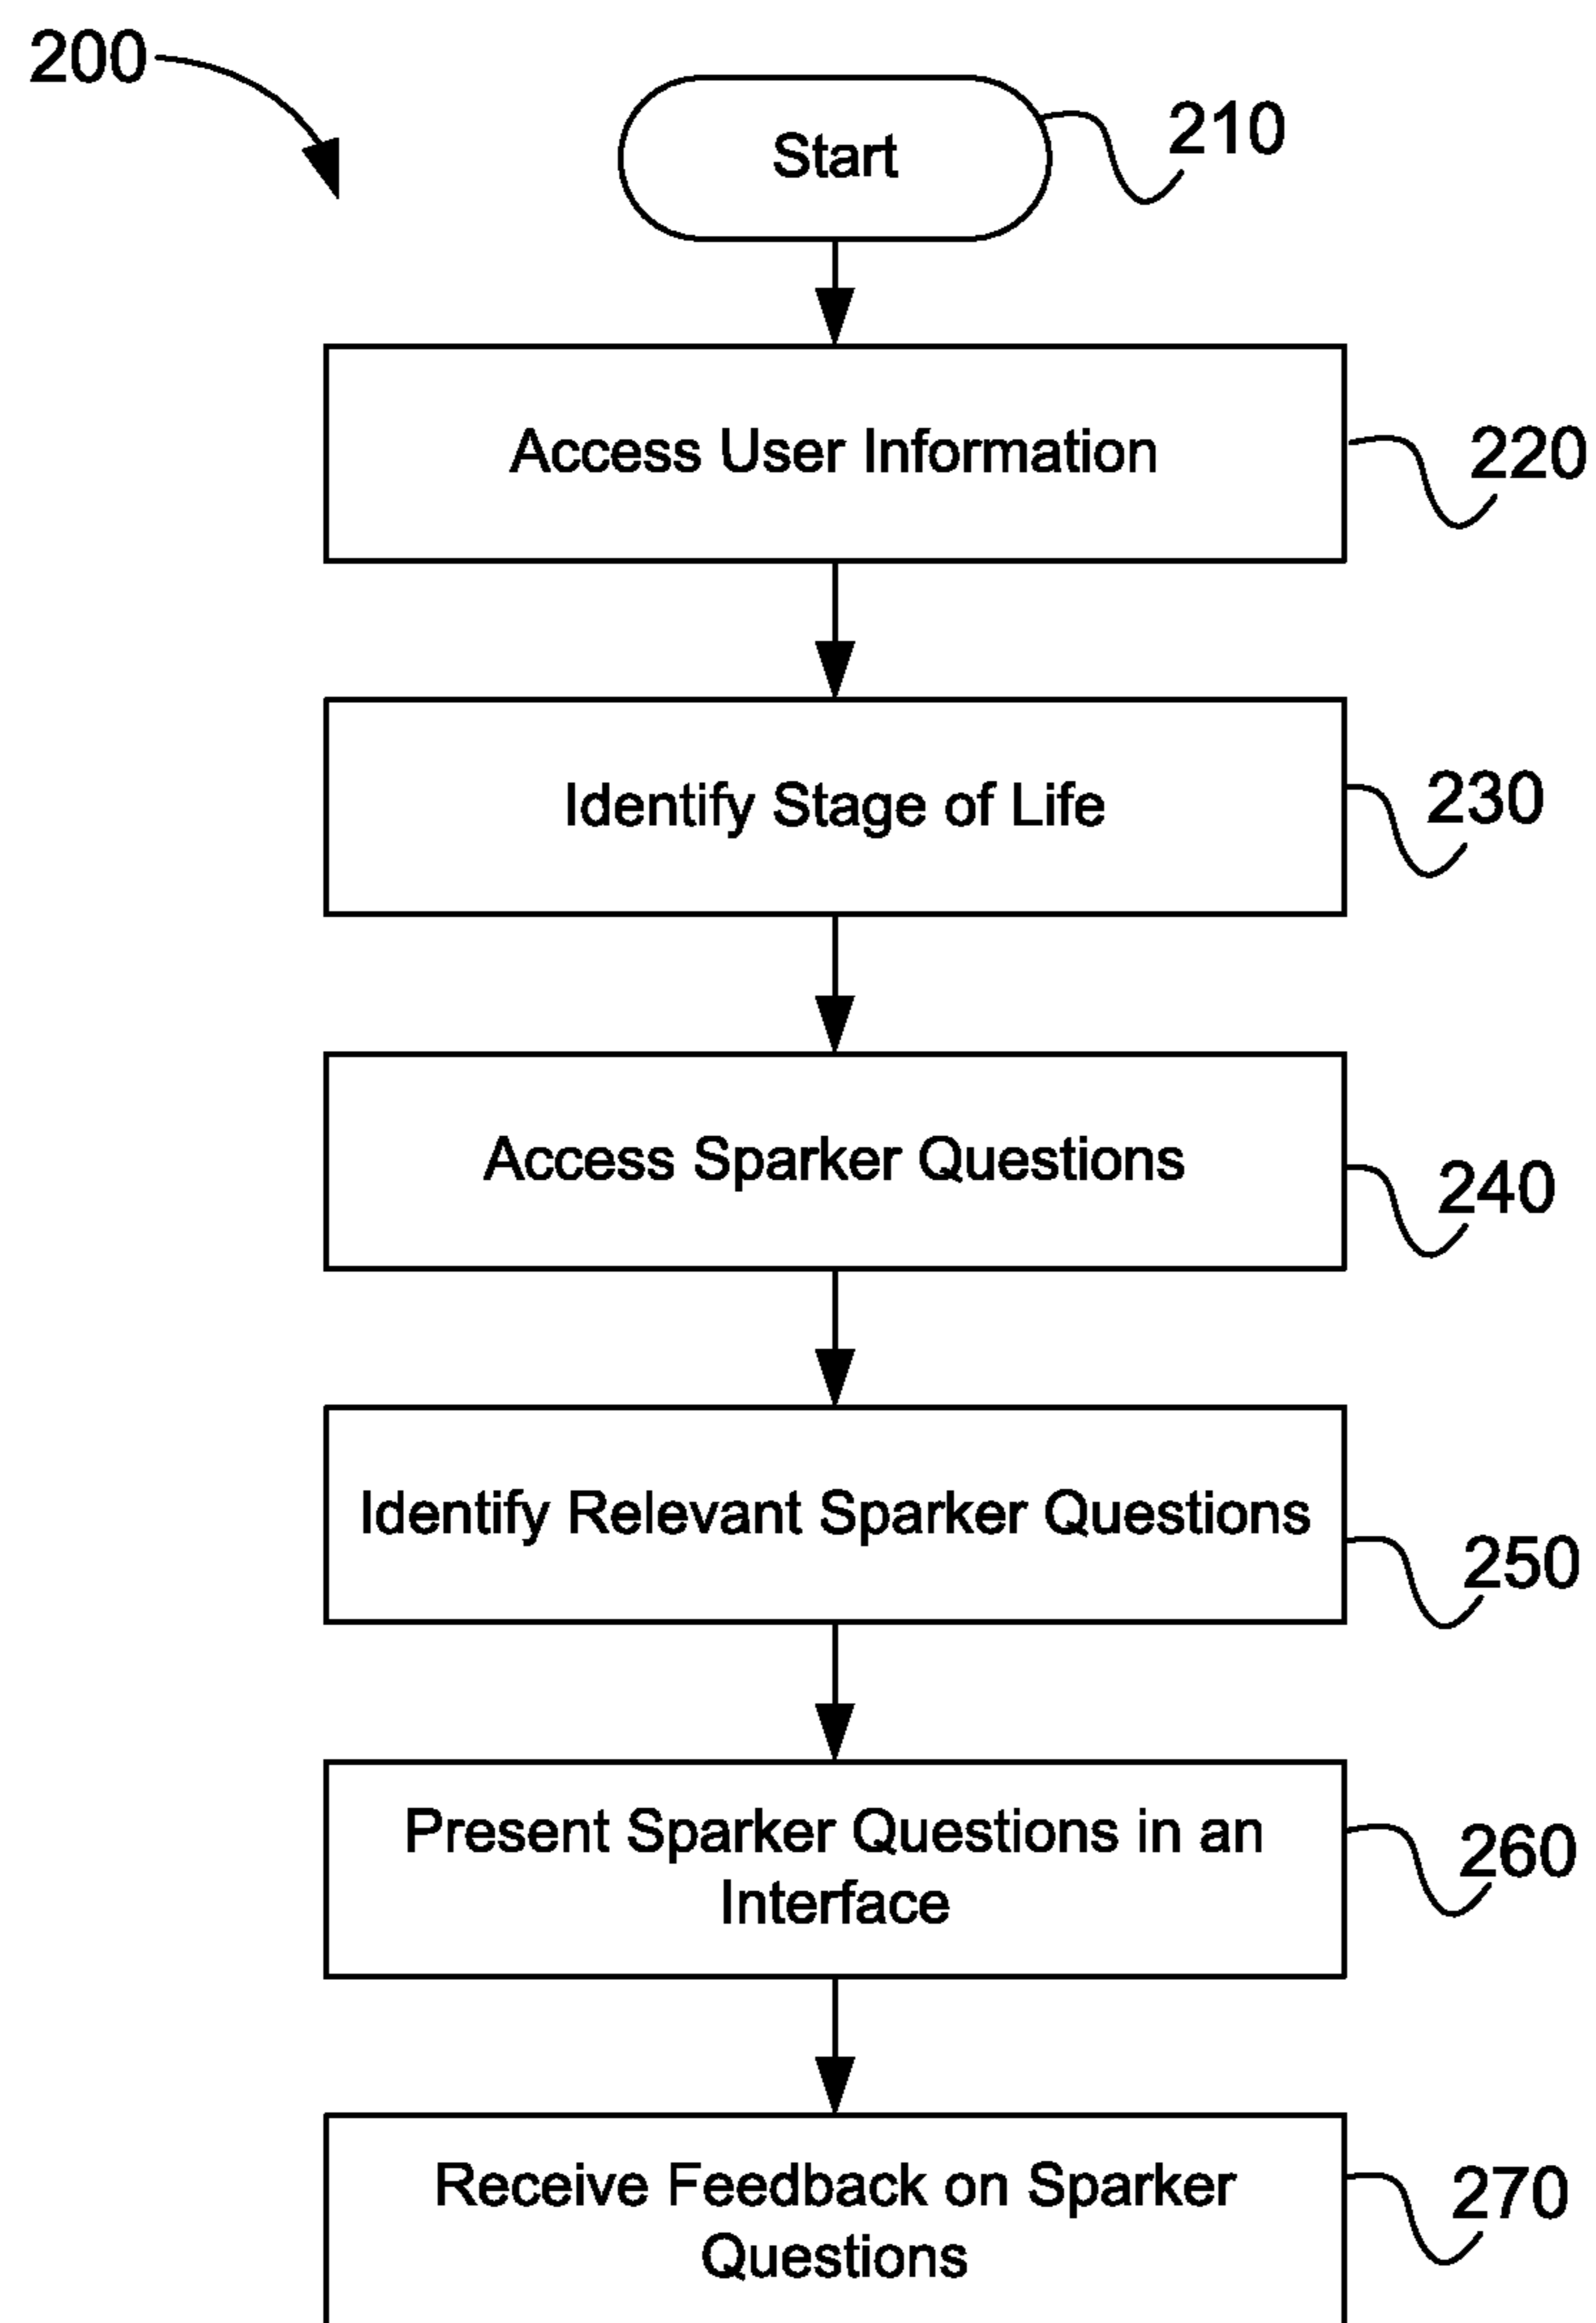 200
Start
210
Access User Information
220
Identify Stage of Life
230
Access Sparker Questions
240
Identify Relevant Sparker Questions
250
Present Sparker Questions in an
Interface
260
Receive Feedback on Sparker
Questions
270